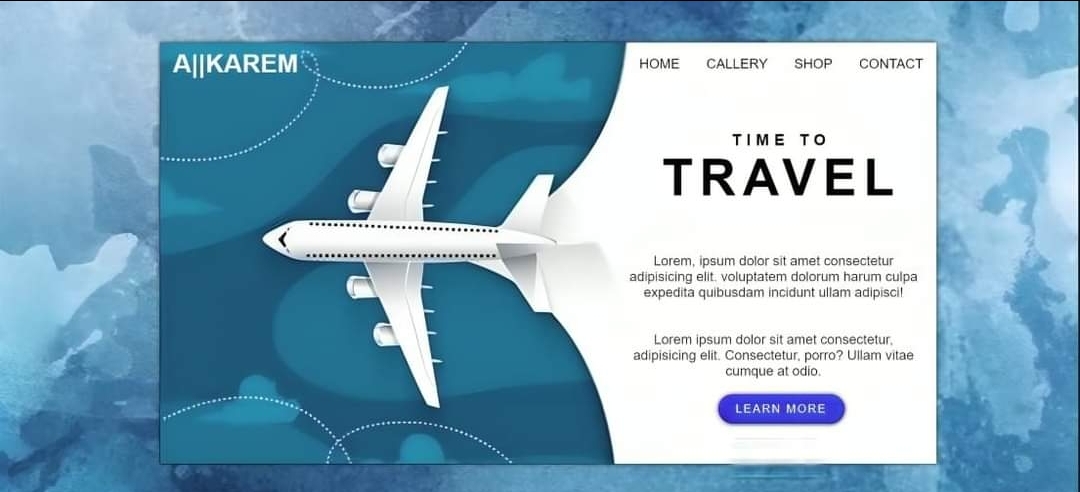 A||KAREM
HOME CALLERY SHOP CONTACT
TIME TO
TRAVEL
Lorem, ipsum dolor sit amet consectetur
adipisicing elit. voluptatem dolorum harum culpa
expedita quibusdam incidunt ullam adipisci!
Lorem ipsum dolor sit amet consectetur,
adipisicing elit. Consectetur, porro? Ullam vitae
cumque at odio.
LEARN MORE